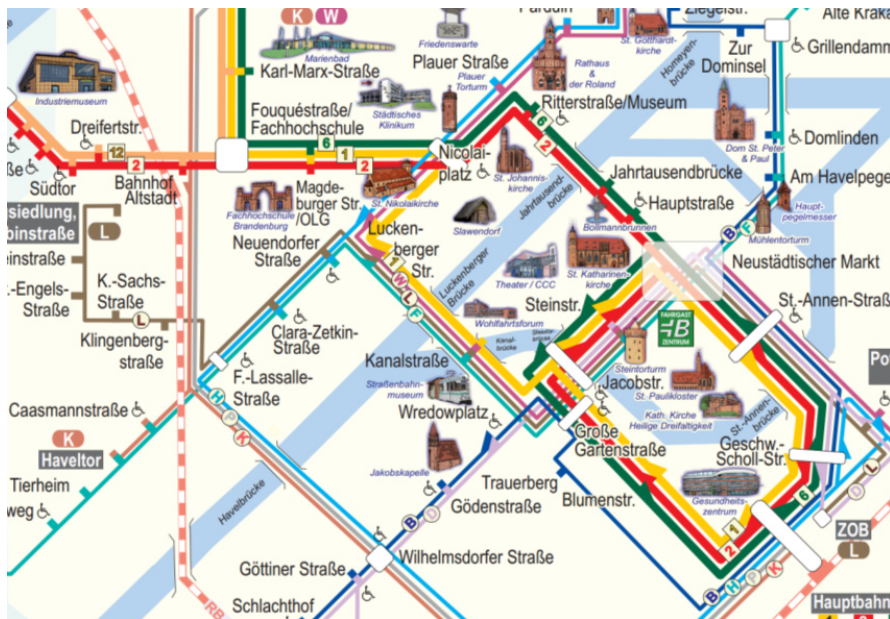 K W
Marienbad
Karl-Marx-Straße
Industriemuseum
Fouquéstraße/
Fachhochschule
Friedenswarte
Plauer Straße
Plauer
Torturm
Städtisches
Klinikum
Rathaus
&
der Roland
St. Gotthardt-
kirche
Homeyen-
brücke
Zur
Dominsel
Alte Krak
Grillendamm
Ritterstraße/Museum
Dom St. Peter
& Paul
Domlinden
Am Havelpege
Dreifertstr.
12
2
6
1
2
6
2
Südtor
Bahnhof
Altstadt
Nicolai-
platz
St. Johannis-
kirche
Jahrtausendbrücke
Jahrtausend-
brücke
Hauptstraße
Haupt-
pegelmesser
Mühlentorturm
B F
Fachhochschule
Brandenburg
Magde-
burger Str.
/OLG
St. Nikolaikirche
Slawendorf
Bollmannbrunnen
St. Katharinen-
kirche
Neustädtischer Markt
siedlung,
L
Neuendorfer
Straße
Lucken-
berger
Str.
1 W L F
Luckenberger
Brücke
Theater / CCC
Steinstr.
FAHRGAST
B
ZENTRUM
St.-Annen-Straß
K.-Sachs-
Straße
-Engels-
Straße
L
Klingenberg-
straße
Clara-Zetkin-
Straße
Wohlfahrtsforum
Kanal-
brücke
Kanalstraße
Steintorturm
Jacobstr.
St. Paulikloster
Kath. Kirche
Heilige Dreifaltigkeit
St.-Annen-
brücke
F.-Lassalle-
Straße
H P K
Straßenbahn-
museum
Wredowplatz
Große
Gartenstraße
Geschw.-
Scholl-Str.
Caasmannstraße
K
Haveltor
Jakobskapelle
Trauerberg
Blumenstr.
Gesundheits-
zentrum
6
1
2
D L
Tierheim
weg
Havelbrücke
B D
Gödenstraße
ZOB
L
Wilhelmsdorfer Straße
Göttiner Straße
Schlachthof
RB
B H P K
Hauptbahn